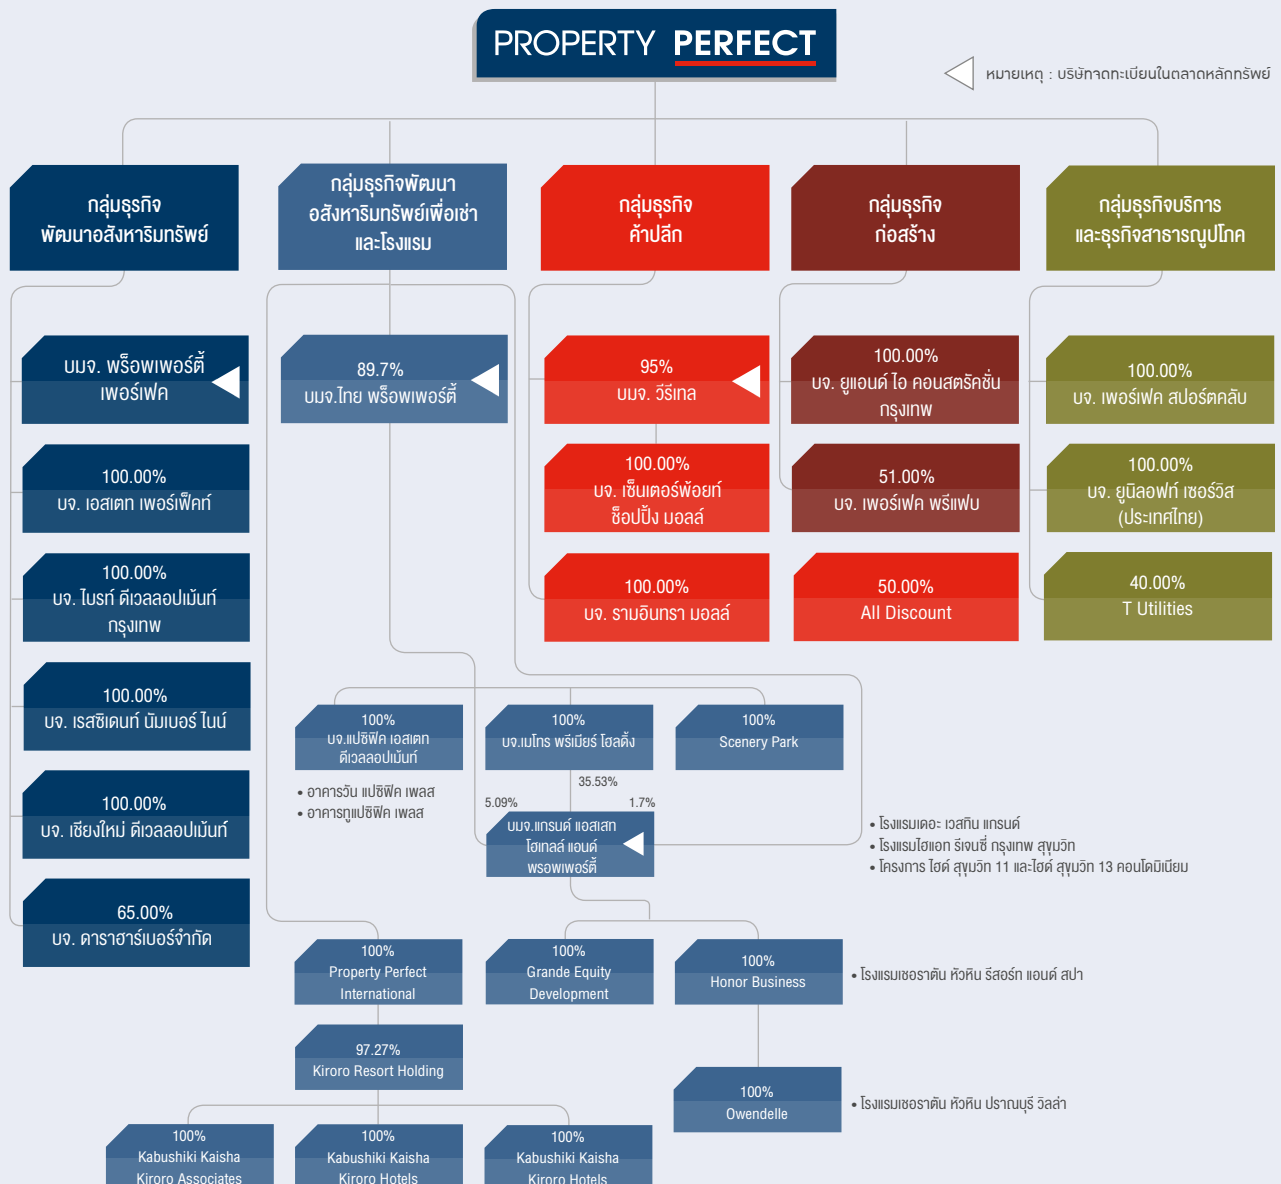 PROPERTY PERFECT
หมายเหตุ : บริษัทจดทะเบียนในตลาดหลักทรัพย์
กลุ่มธุรกิจ
พัฒนาอสังหาริมทรัพย์
กลุ่มธุรกิจพัฒนา
อสังหาริมทรัพย์เพื่อเช่า
และโรงแรม
กลุ่มธุรกิจ
ค้าปลีก
กลุ่มธุรกิจ
ก่อสร้าง
กลุ่มธุรกิจบริการ
และธุรกิจสาธารณูปโภค
บมจ. พร็อพเพอร์ตี้
เพอร์เฟค
100.00%
บจ. เอสเตท เพอร์เฟ็คท์
100.00%
บจ. ไบรท์ ดีเวลลอปเม้นท์
กรุงเทพ
100.00%
บจ. เรสซิเดนท์ นัมเบอร์ ไนน์
100.00%
บจ. เชียงใหม่ ดีเวลลอปเม้นท์
65.00%
บจ. ดาราฮาร์เบอร์จำกัด
89.7%
บมจ.ไทย พร็อพเพอร์ตี้
95%
บมจ. วีรีเทล
100.00%
บจ. เซ็นเตอร์พ้อยท์
ช็อปปิ้ง มอลล์
100.00%
บจ. รามอินทรา มอลล์
100.00%
บจ. ยูแอนด์ ไอ คอนสตรัคชั่น
กรุงเทพ
51.00%
บจ. เพอร์เฟค พรีแฟบ
50.00%
All Discount
100.00%
บจ. เพอร์เฟค สปอร์ตคลับ
100.00%
บจ. ยูนิลอฟท์ เซอร์วิส
(ประเทศไทย)
40.00%
T Utilities
100%
บจ.แปซิฟิค เอสเตท
ดีเวลลอปเม้นท์
• อาคารวัน แปซิฟิค เพลส
• อาคารทูแปซิฟิค เพลส
100%
บจ.เมโทร พรีเมียร์ โฮลดิ้ง
100%
Scenery Park
35.53%
5.09%
1.7%
บมจ.แกรนด์ แอสเสท
โฮเทลล์ แอนด์
พรอพเพอร์ตี้
• โรงแรมเดอะ เวสทิน แกรนด์
• โรงแรมไฮแอท รีเจนซี่ กรุงเทพ สุขุมวิท
• โครงการ ไฮด์ สุขุมวิท 11 และไฮด์ สุขุมวิท 13 คอนโดมิเนียม
100%
Property Perfect
International
100%
Grande Equity
Development
100%
Honor Business
• โรงแรมเชอราตัน หัวหิน รีสอร์ท แอนด์ สปา
97.27%
Kiroro Resort Holding
100%
Owendelle
• โรงแรมเชอราตัน หัวหิน ปราณบุรี วิลล่า
100%
Kabushiki Kaisha
Kiroro Associates
100%
Kabushiki Kaisha
Kiroro Hotels
100%
Kabushiki Kaisha
Kiroro Hotels